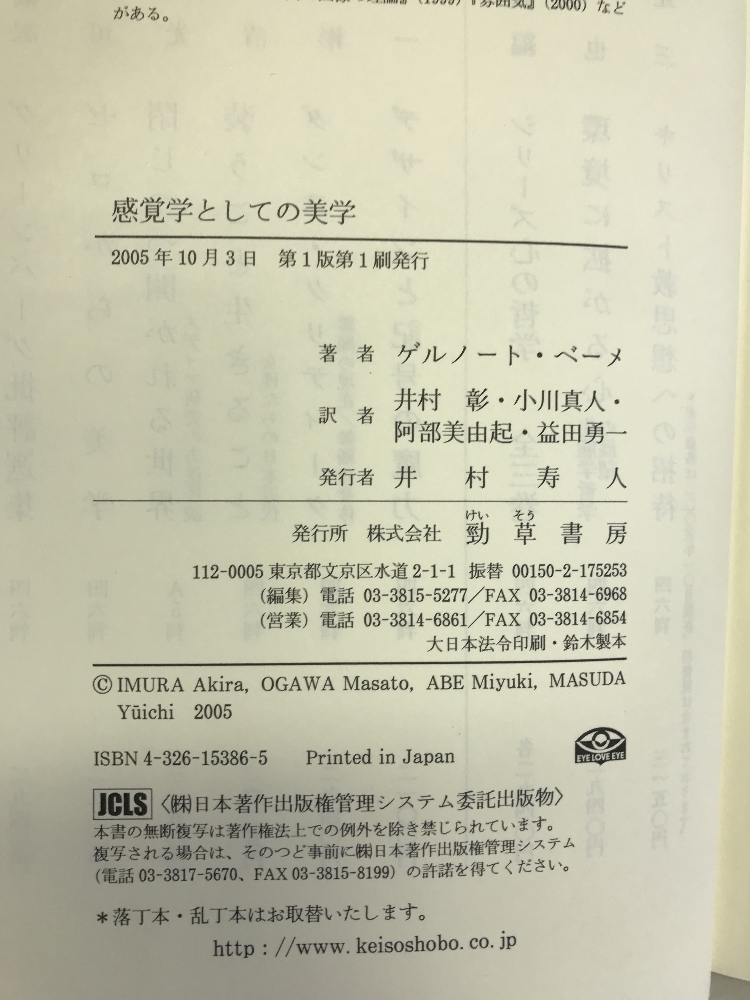 (1999)『雰囲気』(2000)など
がある。
感覚学としての美学
2005年10月3日　第1版第1刷発行
著　者　ゲルノート・ベーメ
訳　者　井村　彰・小川真人・
阿部美由起・益田勇一
発行者　井　村　寿　人
けい　そう
発行所　株式会社　勁　草　書　房
112-0005 東京都文京区水道2-1-1　振替　00150-2-175253
(編集) 電話　03-3815-5277／FAX　03-3814-6968
(営業) 電話　03-3814-6861／FAX　03-3814-6854
大日本法令印刷・鈴木製本
© IMURA Akira, OGAWA Masato, ABE Miyuki, MASUDA
Yūichi　2005
ISBN 4-326-15386-5　Printed in Japan
EYE LOVE EYE
JCLS〈㈱日本著作出版権管理システム委託出版物〉
本書の無断複写は著作権法上での例外を除き禁じられています。
複写される場合は、そのつど事前に㈱日本著作出版権管理システム
(電話 03-3817-5670、FAX 03-3815-8199) の許諾を得てください。
＊落丁本・乱丁本はお取替いたします。
http://www.keisoshobo.co.jp